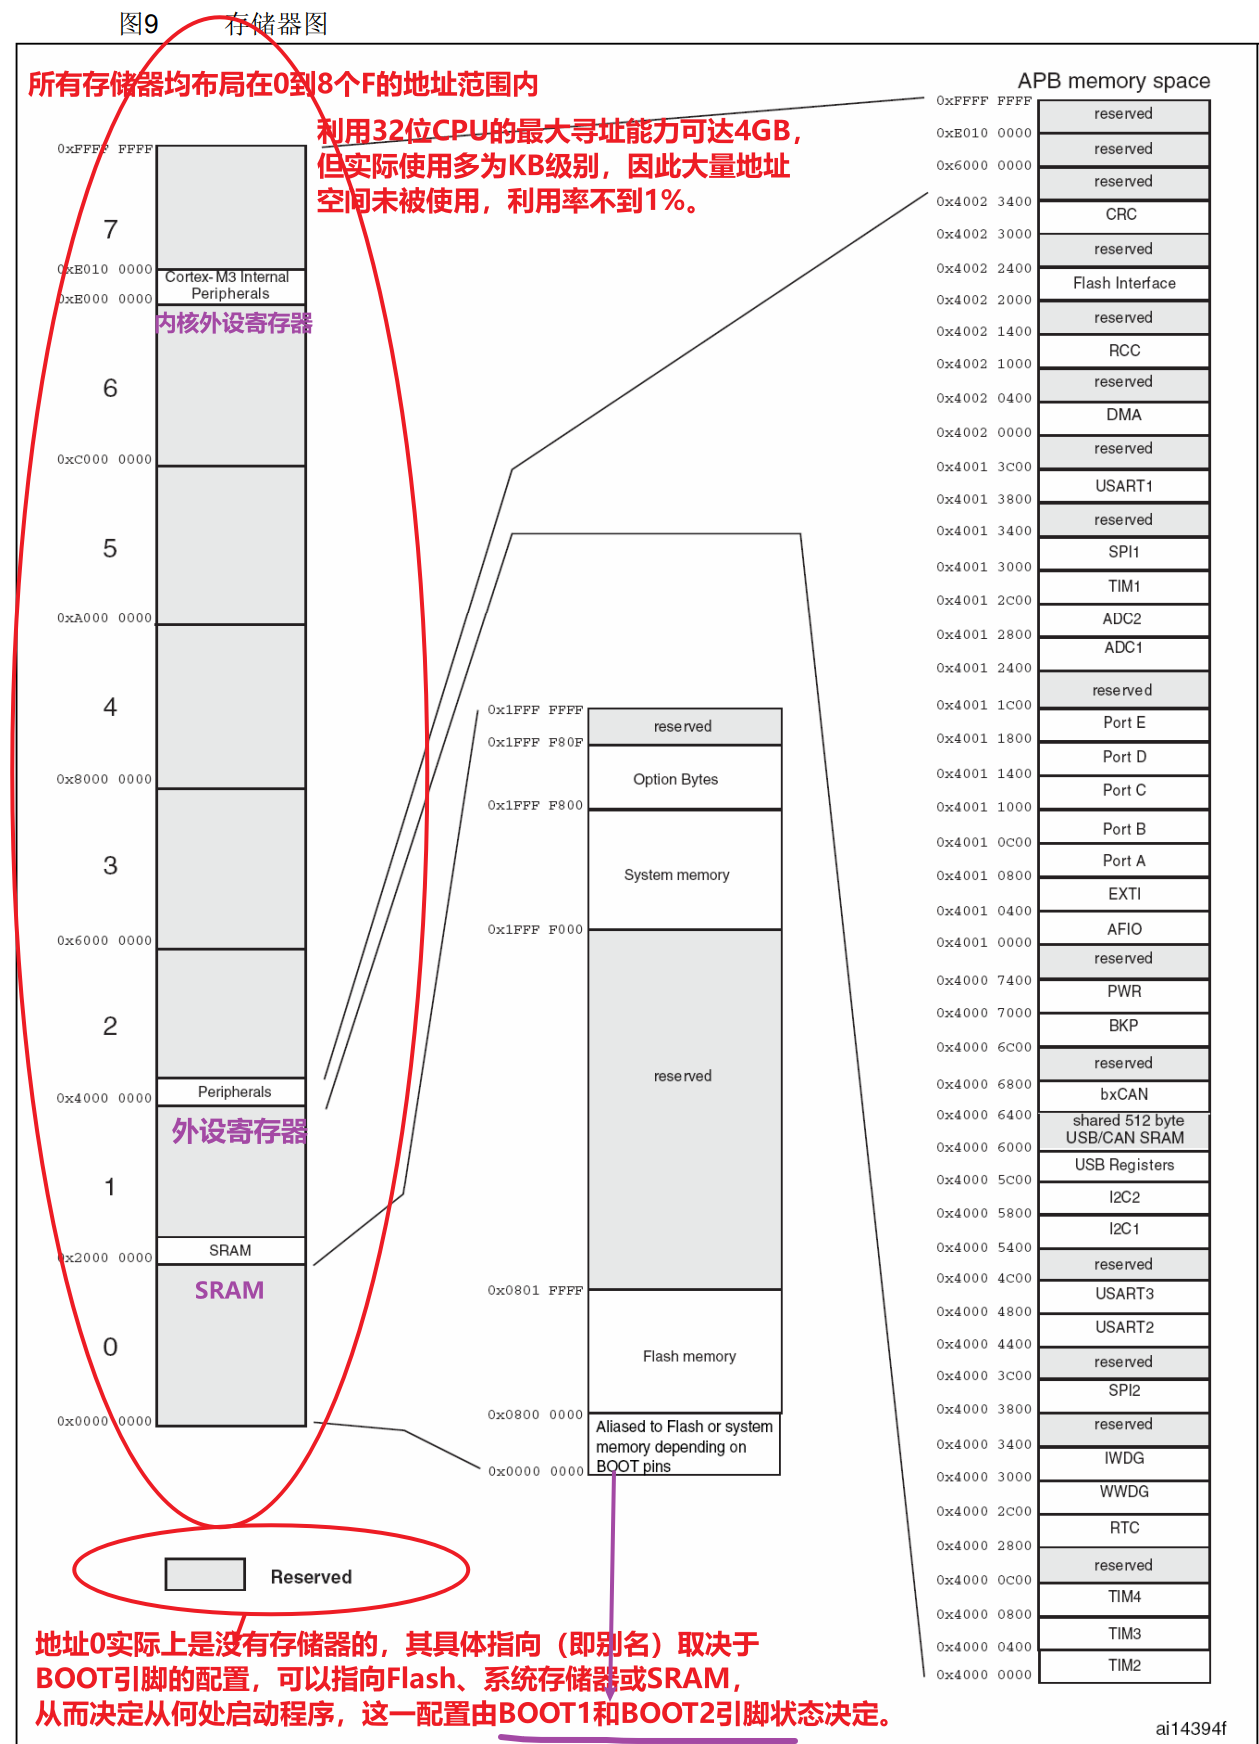 图9 存储器图
所有存储器均布局在0到8个F的地址范围内
利用32位CPU的最大寻址能力可达4GB，
但实际使用多为KB级别，因此大量地址
空间未被使用，利用率不到1%。
0xFFFF FFFF
7
0xE010 0000
Cortex-M3 Internal
Peripherals
0xE000 0000
内核外设寄存器
6
0xC000 0000
5
0xA000 0000
4
0x8000 0000
3
0x6000 0000
2
Peripherals
0x4000 0000
外设寄存器
1
SRAM
0x2000 0000
SRAM
0
0x0000 0000
Reserved
0x1FFF FFFF
reserved
0x1FFF F80F
Option Bytes
0x1FFF F800
System memory
0x1FFF F000
reserved
0x0801 FFFF
Flash memory
0x0800 0000
Aliased to Flash or system
memory depending on
BOOT pins
0x0000 0000
APB memory space
0xFFFF FFFF
reserved
0xE010 0000
reserved
0x6000 0000
reserved
0x4002 3400
CRC
0x4002 3000
reserved
0x4002 2400
Flash Interface
0x4002 2000
reserved
0x4002 1400
RCC
0x4002 1000
reserved
0x4002 0400
DMA
0x4002 0000
reserved
0x4001 3C00
USART1
0x4001 3800
reserved
0x4001 3400
SPI1
0x4001 3000
TIM1
0x4001 2C00
ADC2
0x4001 2800
ADC1
0x4001 2400
reserved
0x4001 1C00
Port E
0x4001 1800
Port D
0x4001 1400
Port C
0x4001 1000
Port B
0x4001 0C00
Port A
0x4001 0800
EXTI
0x4001 0400
AFIO
0x4001 0000
reserved
0x4000 7400
PWR
0x4000 7000
BKP
0x4000 6C00
reserved
0x4000 6800
bxCAN
0x4000 6400
shared 512 byte
USB/CAN SRAM
0x4000 6000
USB Registers
0x4000 5C00
I2C2
0x4000 5800
I2C1
0x4000 5400
reserved
0x4000 4C00
USART3
0x4000 4800
USART2
0x4000 4400
reserved
0x4000 3C00
SPI2
0x4000 3800
reserved
0x4000 3400
IWDG
0x4000 3000
WWDG
0x4000 2C00
RTC
0x4000 2800
reserved
0x4000 0C00
TIM4
0x4000 0800
TIM3
0x4000 0400
TIM2
0x4000 0000
地址0实际上是没有存储器的，其具体指向（即别名）取决于
BOOT引脚的配置，可以指向Flash、系统存储器或SRAM，
从而决定从何处启动程序，这一配置由BOOT1和BOOT2引脚状态决定。
ai14394f